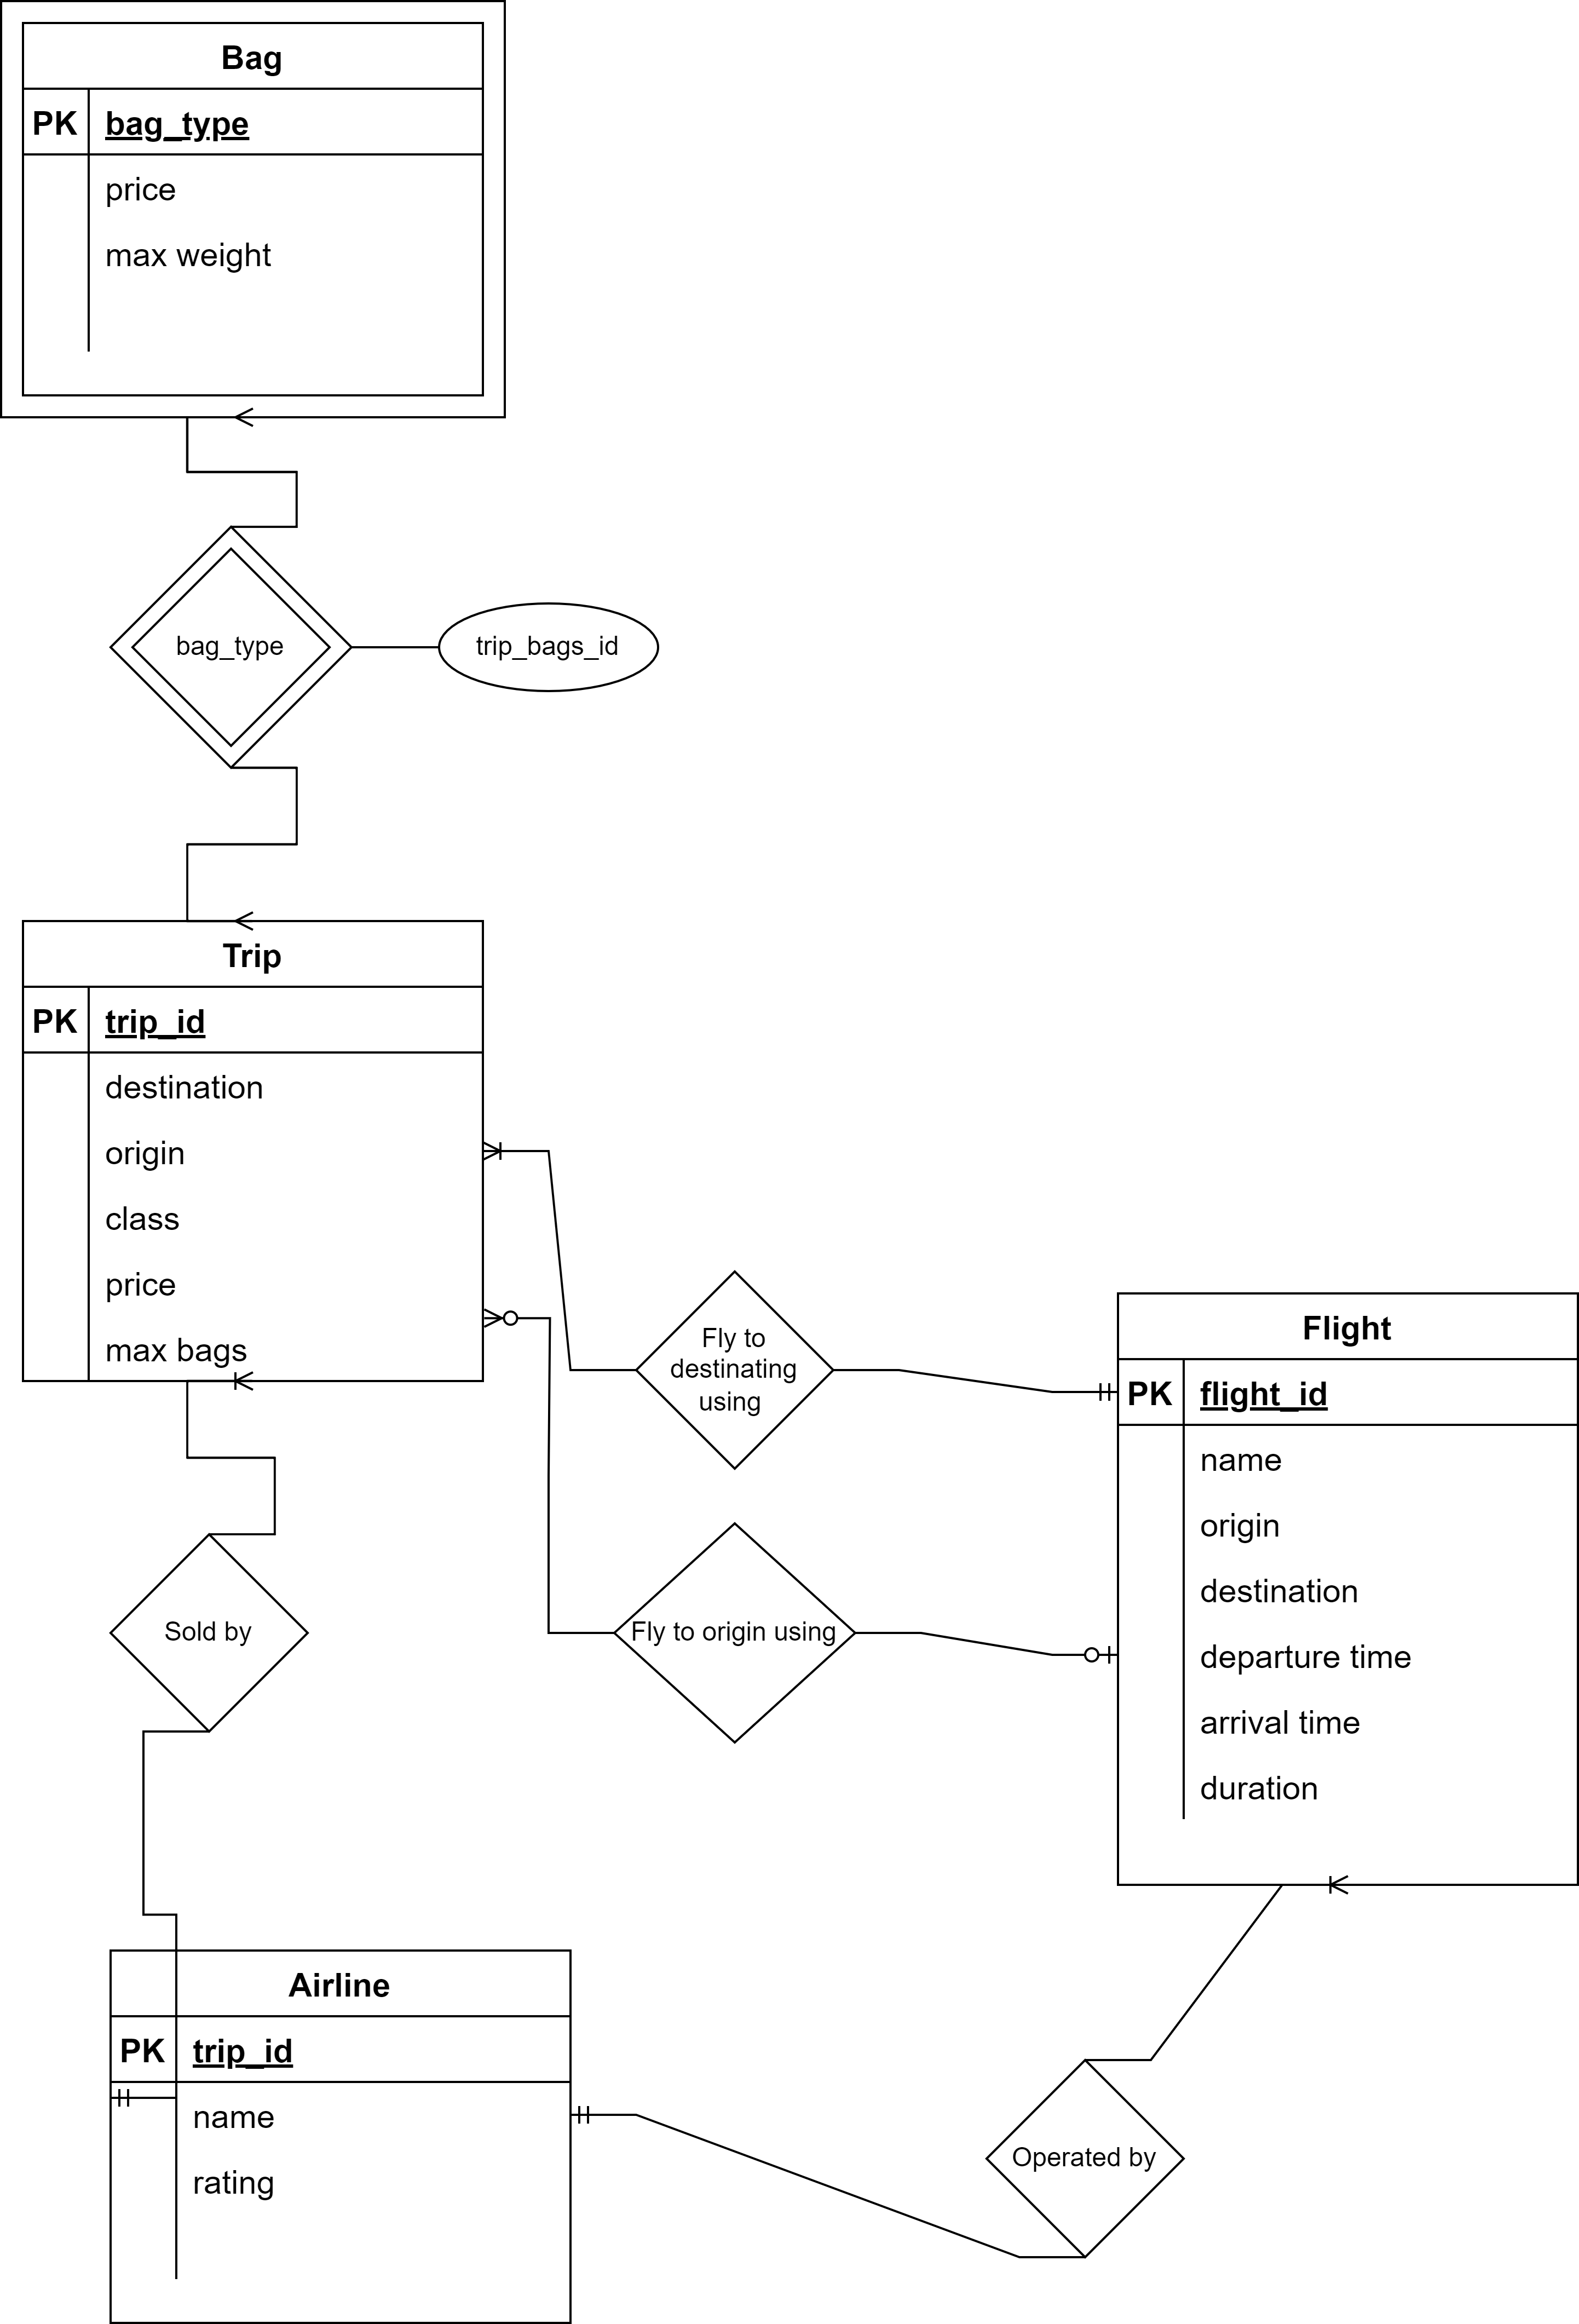 Bag
PK bag_type
price
max weight
bag_type
trip_bags_id
Trip
PK trip_id
destination
origin
class
price
max bags
Fly to
destinating
using
Flight
PK flight_id
name
origin
destination
departure time
arrival time
duration
Sold by
Fly to origin using
Airline
PK trip_id
name
rating
Operated by